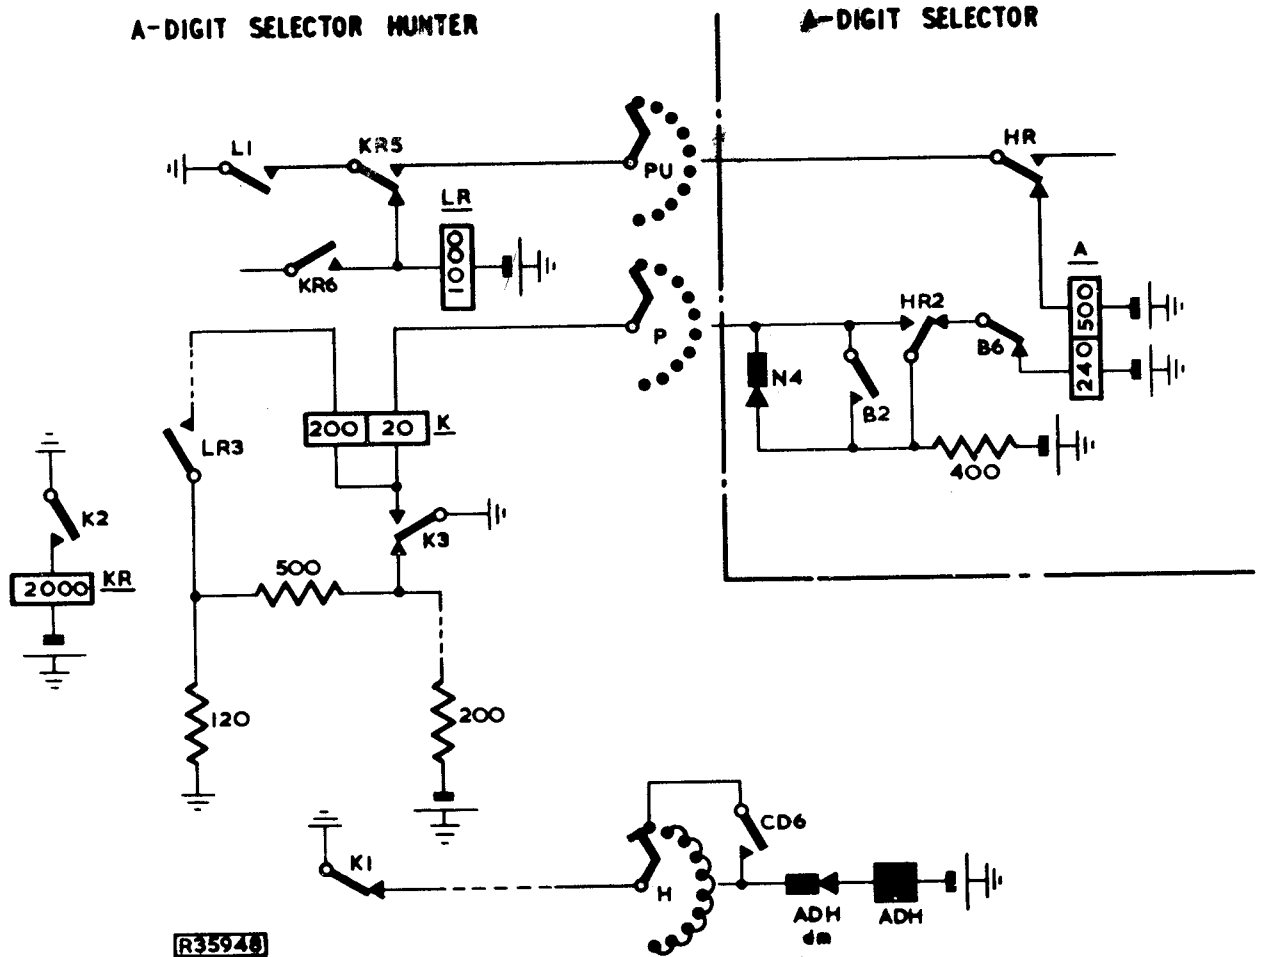 A-DIGIT SELECTOR HUNTER
A-DIGIT SELECTOR
L1
KR5
PU
HR
LR
100
KR6
A
500
240
P
HR2
B6
N4
B2
400
200
20
K
LR3
K2
K3
2000
KR
500
120
200
K1
H
CD6
ADH
dm
ADH
R35948